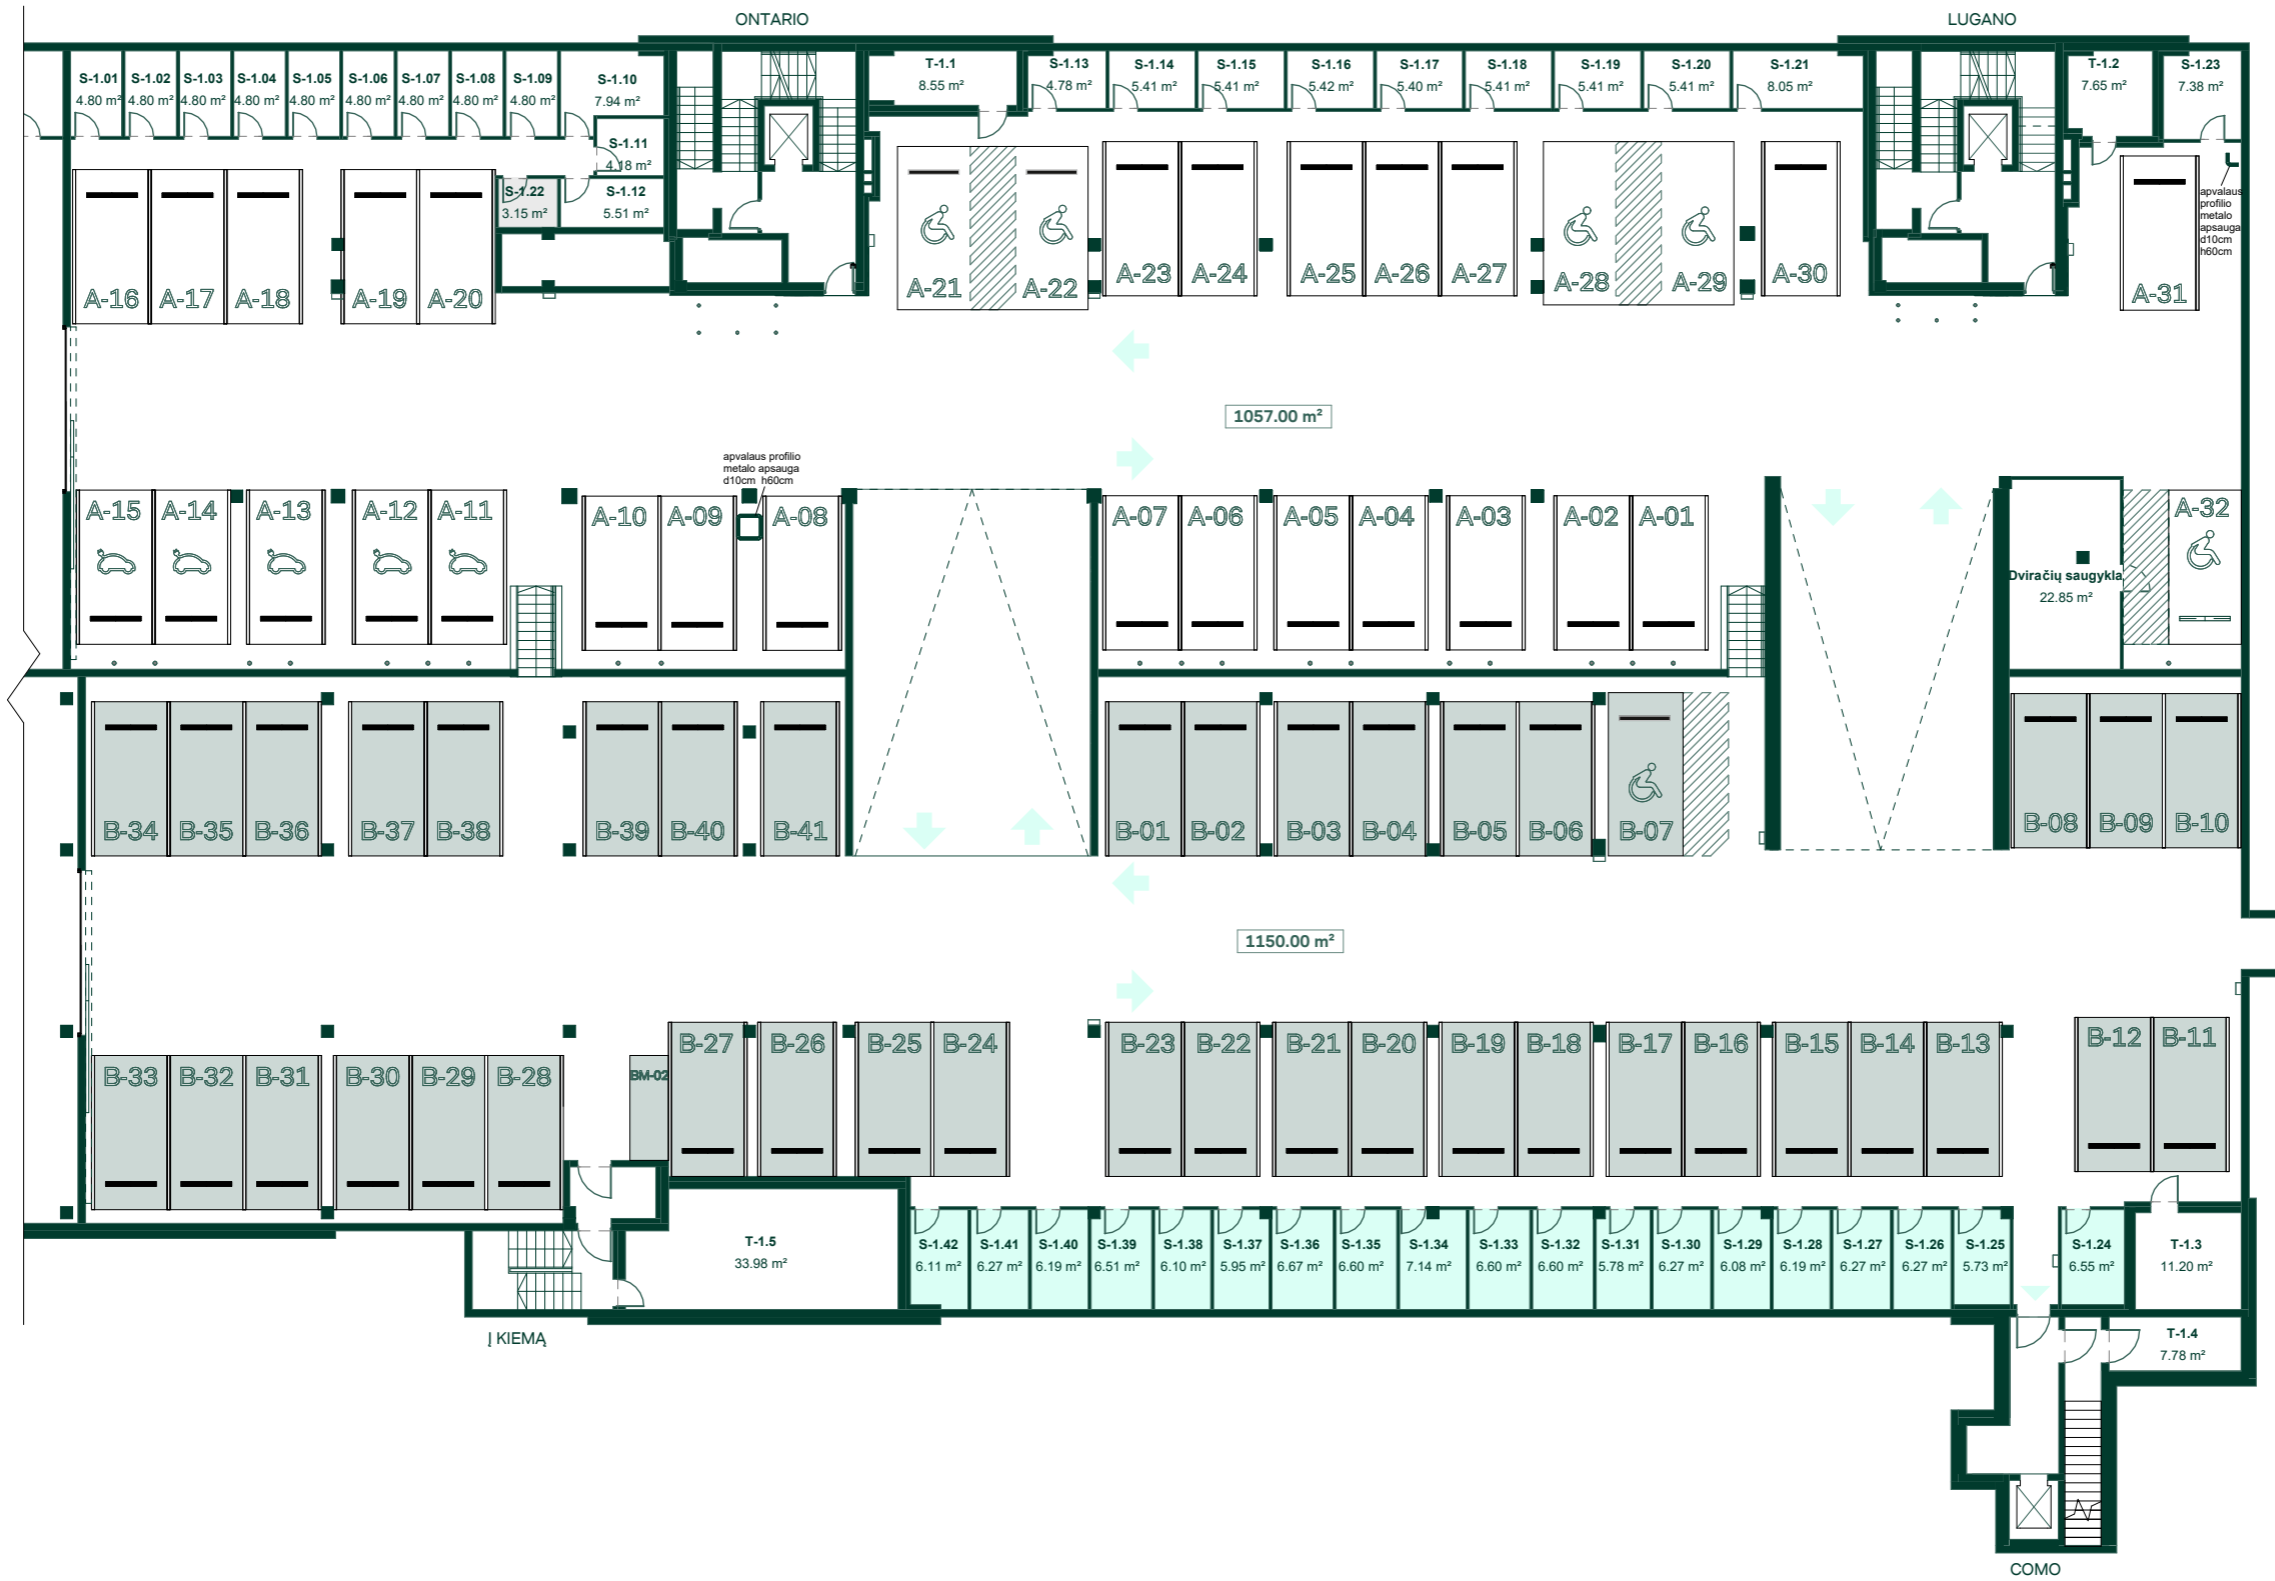 ONTARIO
LUGANO
S-1.01
4.80 m²
S-1.02
4.80 m²
S-1.03
4.80 m²
S-1.04
4.80 m²
S-1.05
4.80 m²
S-1.06
4.80 m²
S-1.07
4.80 m²
S-1.08
4.80 m²
S-1.09
4.80 m²
S-1.10
7.94 m²
S-1.11
4.18 m²
S-1.22
3.15 m²
S-1.12
5.51 m²
T-1.1
8.55 m²
S-1.13
4.78 m²
S-1.14
5.41 m²
S-1.15
5.41 m²
S-1.16
5.42 m²
S-1.17
5.40 m²
S-1.18
5.41 m²
S-1.19
5.41 m²
S-1.20
5.41 m²
S-1.21
8.05 m²
T-1.2
7.65 m²
S-1.23
7.38 m²
apvalaus
profilio
metalo
apsauga
d10cm
h60cm
A-16
A-17
A-18
A-19
A-20
A-21
A-22
A-23
A-24
A-25
A-26
A-27
A-28
A-29
A-30
A-31
1057.00 m²
apvalaus profilio
metalo apsauga
d10cm h60cm
A-15
A-14
A-13
A-12
A-11
A-10
A-09
A-08
A-07
A-06
A-05
A-04
A-03
A-02
A-01
A-32
Dviračių saugykla
22.85 m²
B-34
B-35
B-36
B-37
B-38
B-39
B-40
B-41
B-01
B-02
B-03
B-04
B-05
B-06
B-07
B-08
B-09
B-10
1150.00 m²
B-33
B-32
B-31
B-30
B-29
B-28
BM-02
B-27
B-26
B-25
B-24
B-23
B-22
B-21
B-20
B-19
B-18
B-17
B-16
B-15
B-14
B-13
B-12
B-11
T-1.5
33.98 m²
S-1.42
6.11 m²
S-1.41
6.27 m²
S-1.40
6.19 m²
S-1.39
6.51 m²
S-1.38
6.10 m²
S-1.37
5.95 m²
S-1.36
6.67 m²
S-1.35
6.60 m²
S-1.34
7.14 m²
S-1.33
6.60 m²
S-1.32
6.60 m²
S-1.31
5.78 m²
S-1.30
6.27 m²
S-1.29
6.08 m²
S-1.28
6.19 m²
S-1.27
6.27 m²
S-1.26
6.27 m²
S-1.25
5.73 m²
S-1.24
6.55 m²
T-1.3
11.20 m²
T-1.4
7.78 m²
Į KIEMĄ
COMO